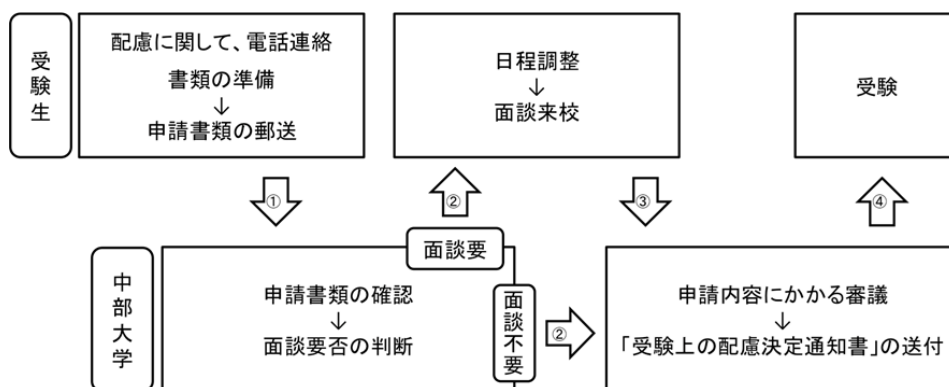 受験生
配慮に関して、電話連絡
書類の準備
↓
申請書類の郵送
日程調整
↓
面談来校
受験
①
②
③
④
中部大学
面談要
申請書類の確認
↓
面談要否の判断
面談不要
②
申請内容にかかる審議
↓
「受験上の配慮決定通知書」の送付